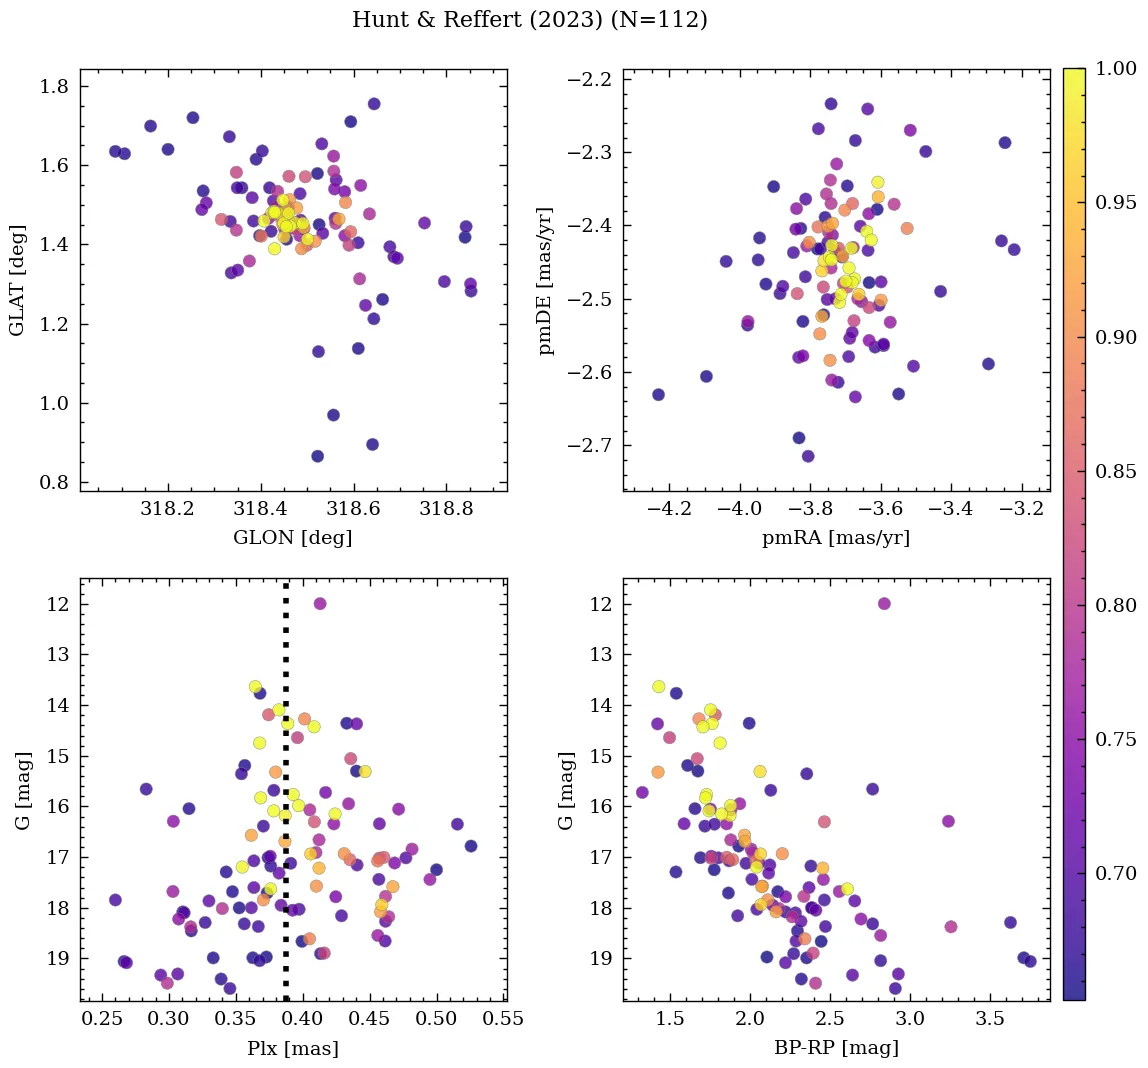 Hunt & Reffert (2023) (N=112)
1.8
1.6
1.4
1.2
1.0
0.8
GLAT [deg]
318.2 318.4 318.6 318.8
GLON [deg]
−2.2
−2.3
−2.4
−2.5
−2.6
−2.7
pmDE [mas/yr]
−4.2 −4.0 −3.8 −3.6 −3.4 −3.2
pmRA [mas/yr]
1.00
0.95
0.90
0.85
0.80
0.75
0.70
12
13
14
15
16
17
18
19
G [mag]
0.25 0.30 0.35 0.40 0.45 0.50 0.55
Plx [mas]
12
13
14
15
16
17
18
19
G [mag]
1.5 2.0 2.5 3.0 3.5
BP-RP [mag]